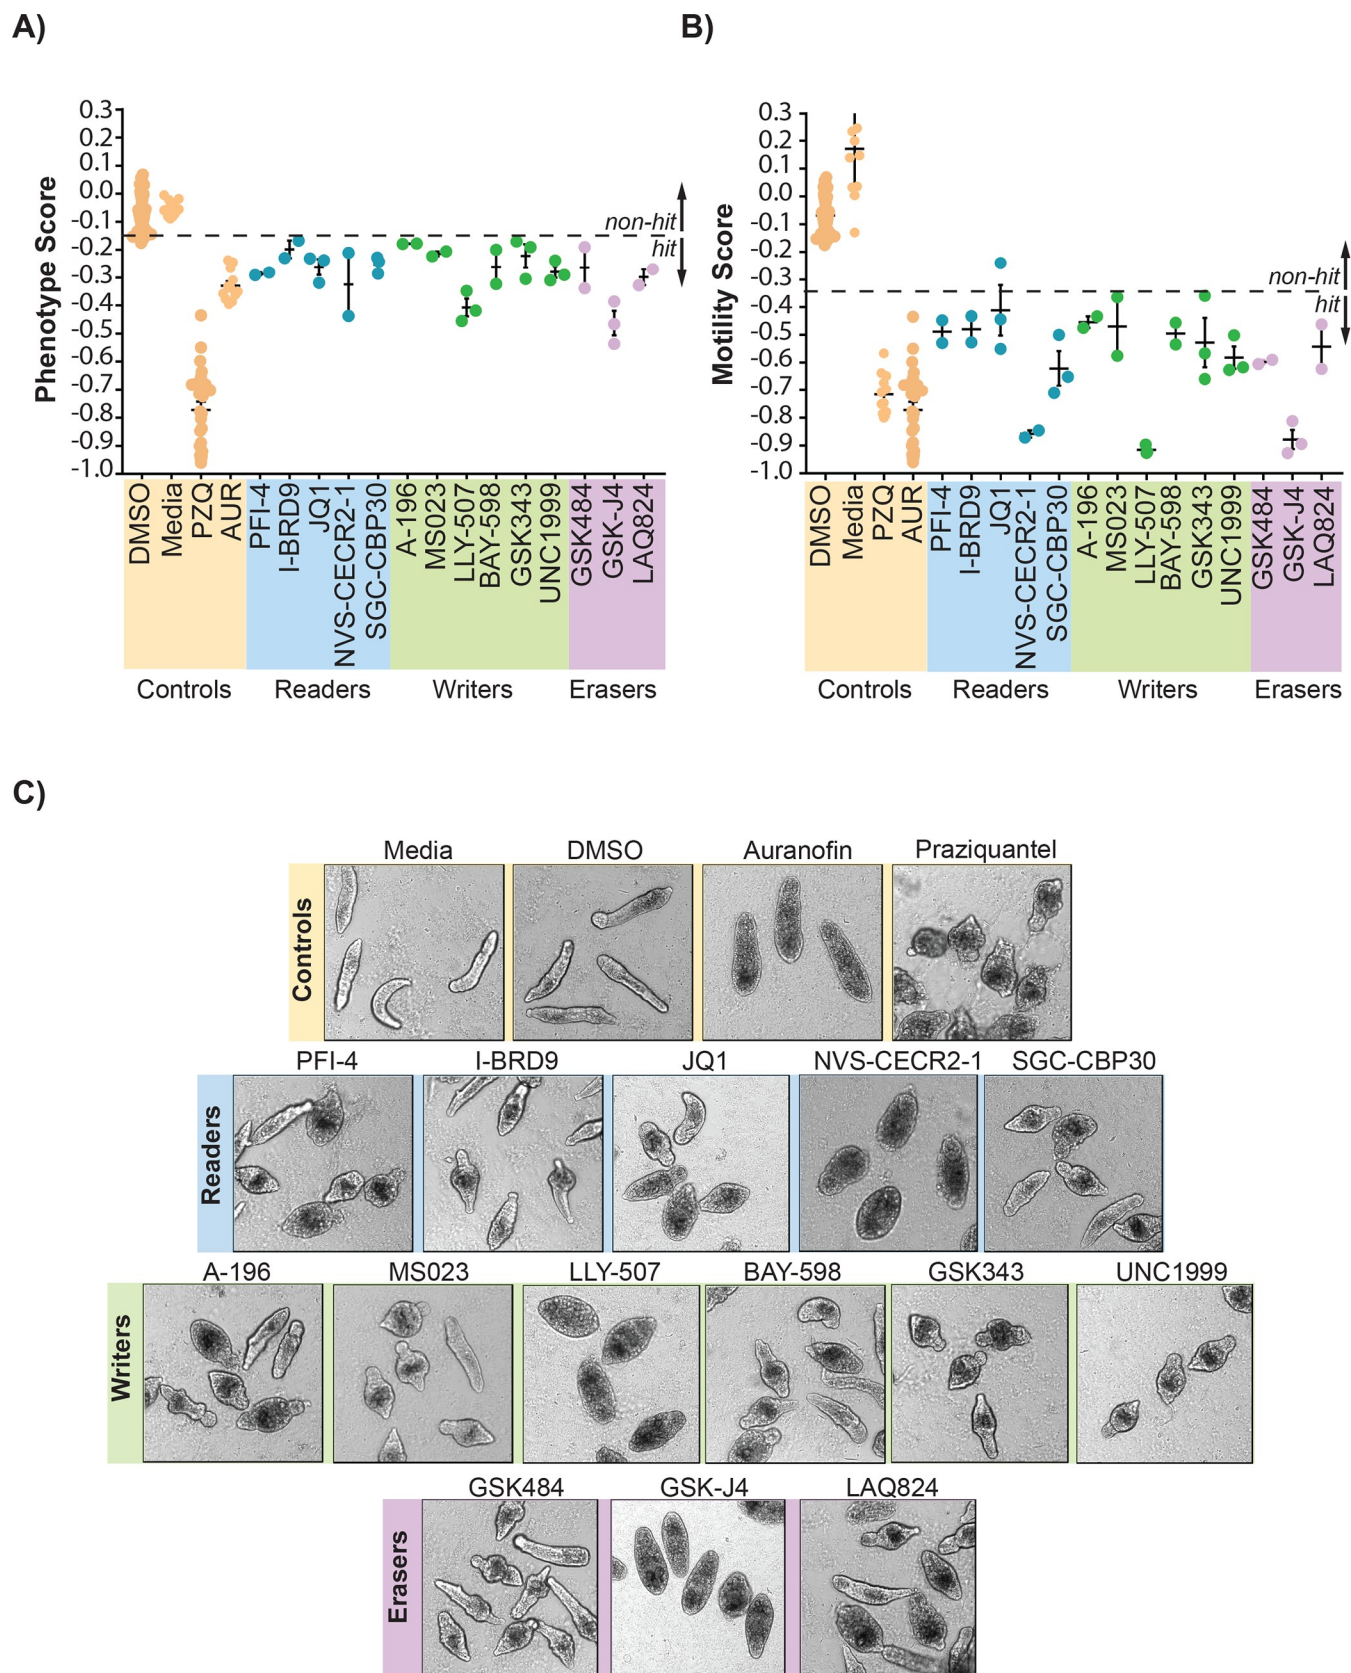 A)
B)
0.3
0.2
0.1
0.0
-0.1
-0.2
-0.3
-0.4
-0.5
-0.6
-0.7
-0.8
-0.9
-1.0
Phenotype Score
non-hit
hit
DMSO
Media
PZQ
AUR
PFI-4
I-BRD9
JQ1
NVS-CECR2-1
SGC-CBP30
A-196
MS023
LLY-507
BAY-598
GSK343
UNC1999
GSK484
GSK-J4
LAQ824
Controls
Readers
Writers
Erasers
0.3
0.2
0.1
0.0
-0.1
-0.2
-0.3
-0.4
-0.5
-0.6
-0.7
-0.8
-0.9
-1.0
Motility Score
non-hit
hit
DMSO
Media
PZQ
AUR
PFI-4
I-BRD9
JQ1
NVS-CECR2-1
SGC-CBP30
A-196
MS023
LLY-507
BAY-598
GSK343
UNC1999
GSK484
GSK-J4
LAQ824
Controls
Readers
Writers
Erasers
C)
Media
DMSO
Auranofin
Praziquantel
Controls
PFI-4
I-BRD9
JQ1
NVS-CECR2-1
SGC-CBP30
Readers
A-196
MS023
LLY-507
BAY-598
GSK343
UNC1999
Writers
GSK484
GSK-J4
LAQ824
Erasers